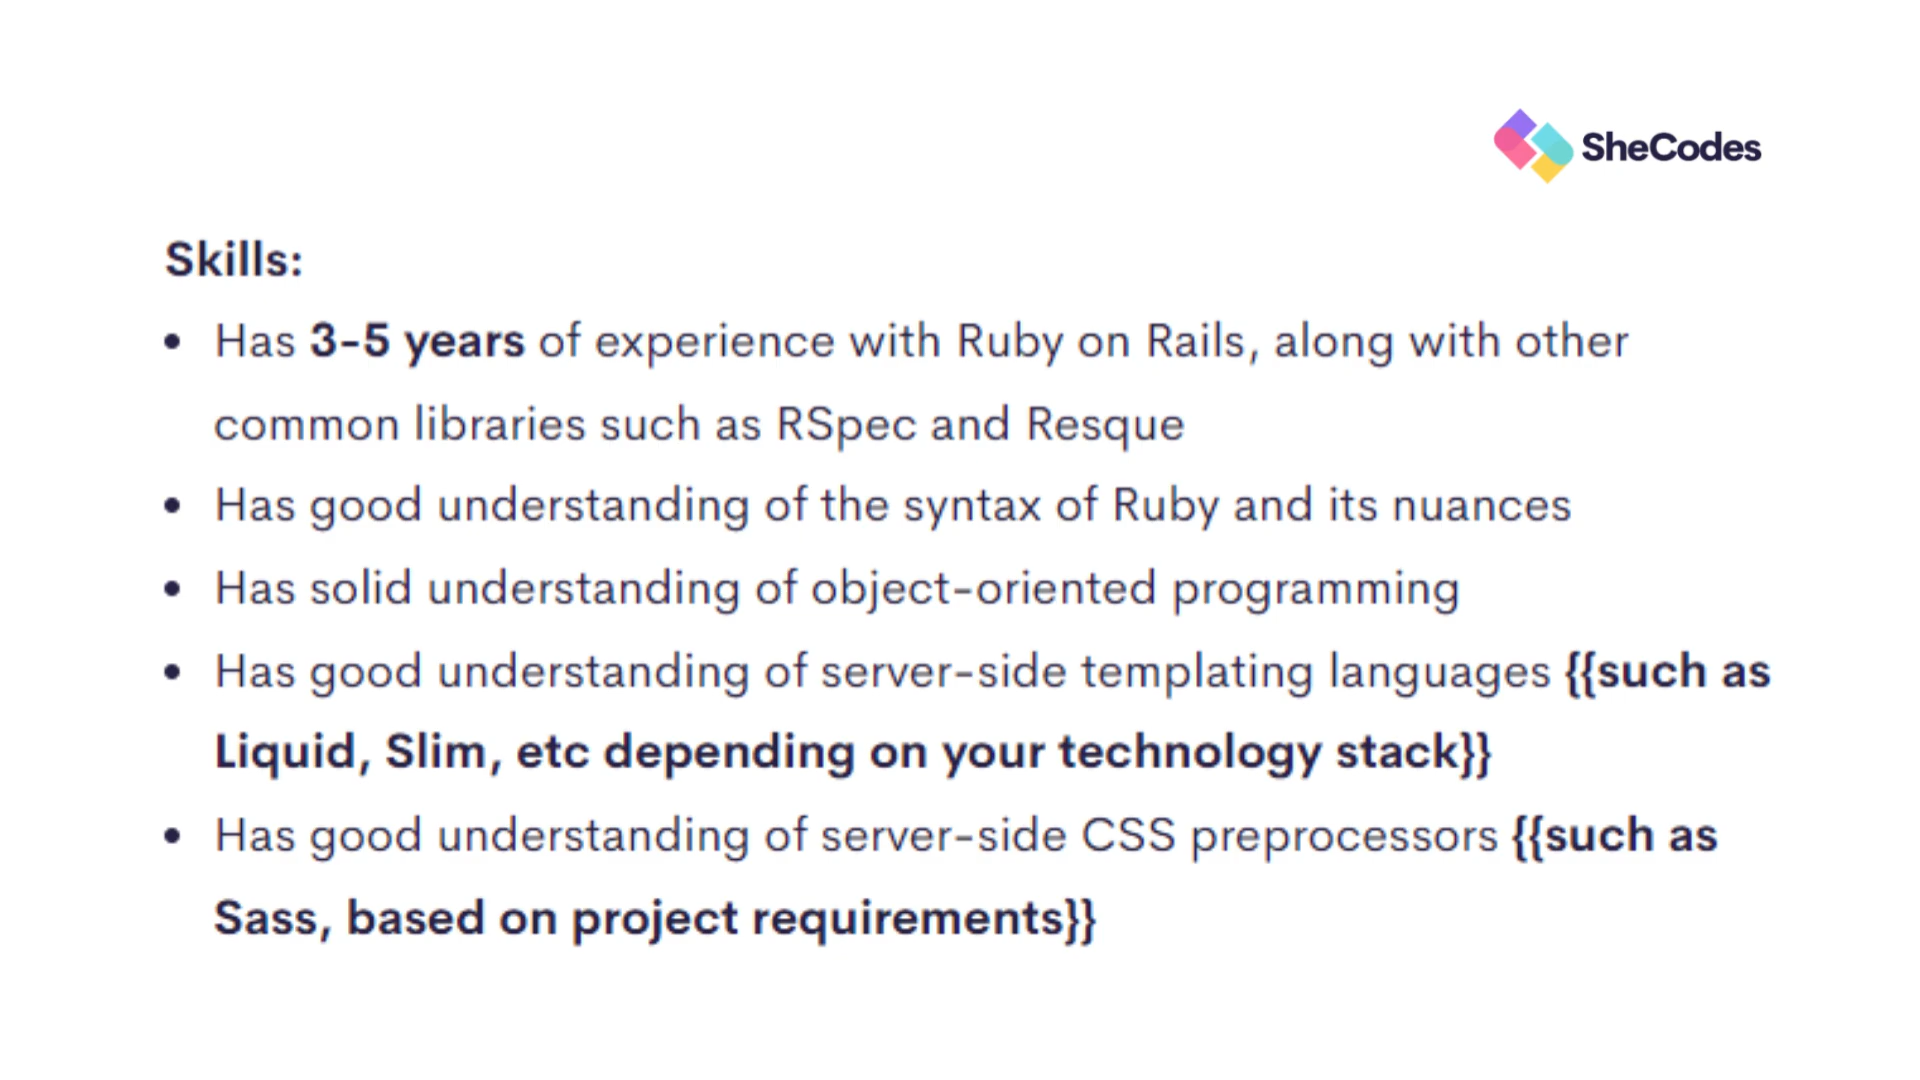 SheCodes
Skills:
• Has 3-5 years of experience with Ruby on Rails, along with other
common libraries such as RSpec and Resque
• Has good understanding of the syntax of Ruby and its nuances
• Has solid understanding of object-oriented programming
• Has good understanding of server-side templating languages {{such as
Liquid, Slim, etc depending on your technology stack}}
• Has good understanding of server-side CSS preprocessors {{such as
Sass, based on project requirements}}